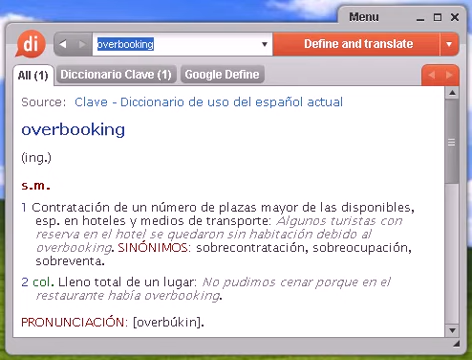 Menu
di
overbooking
Define and translate
All (1)
Diccionario Clave (1)
Google Define
Source: Clave - Diccionario de uso del español actual
overbooking
(ing.)
s.m.
1 Contratación de un número de plazas mayor de las disponibles,
esp. en hoteles y medios de transporte: Algunos turistas con
reserva en el hotel se quedaron sin habitación debido al
overbooking. SINÓNIMOS: sobrecontratación, sobreocupación,
sobreventa.
2 col. Lleno total de un lugar: No pudimos cenar porque en el
restaurante había overbooking.
PRONUNCIACIÓN: [overbúkin].